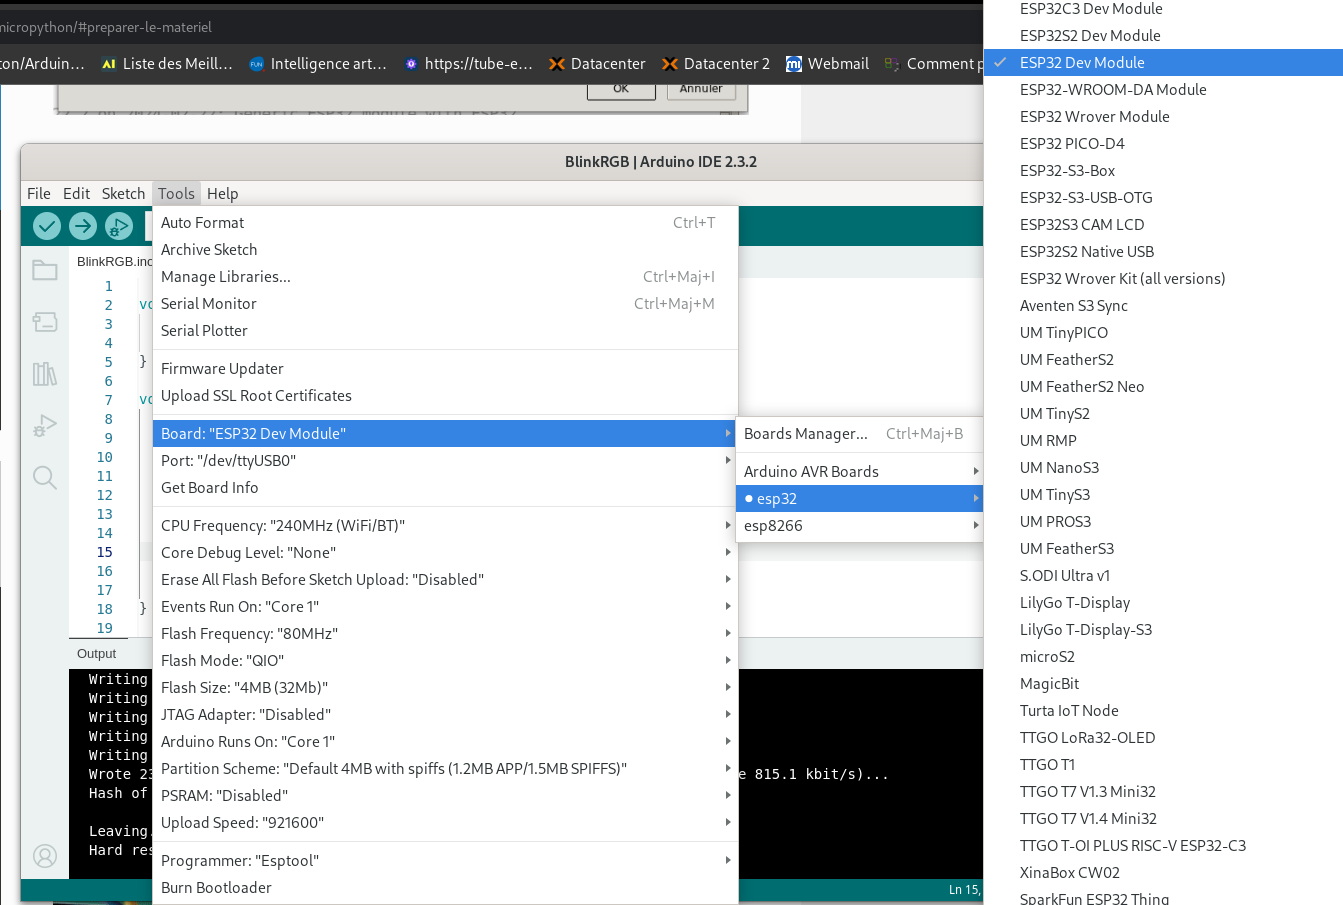 micropython/#preparer-le-materiel
ton/Arduin… Liste des Meill… Intelligence art… https://tube-e… Datacenter Datacenter 2 Webmail Comment p
OK Annuler
BlinkRGB | Arduino IDE 2.3.2
File Edit Sketch Tools Help
BlinkRGB.ino
1
2 vo
3
4
5 }
6
7 vo
8
9
10
11
12
13
14
15
16
17
18 }
19
Output
Writing
Writing
Writing
Writing
Writing
Wrote 23 e 815.1 kbit/s)...
Hash of
Leaving.
Hard res
Ln 15,
Auto Format Ctrl+T
Archive Sketch
Manage Libraries... Ctrl+Maj+I
Serial Monitor Ctrl+Maj+M
Serial Plotter
Firmware Updater
Upload SSL Root Certificates
Board: "ESP32 Dev Module"
Port: "/dev/ttyUSB0"
Get Board Info
CPU Frequency: "240MHz (WiFi/BT)"
Core Debug Level: "None"
Erase All Flash Before Sketch Upload: "Disabled"
Events Run On: "Core 1"
Flash Frequency: "80MHz"
Flash Mode: "QIO"
Flash Size: "4MB (32Mb)"
JTAG Adapter: "Disabled"
Arduino Runs On: "Core 1"
Partition Scheme: "Default 4MB with spiffs (1.2MB APP/1.5MB SPIFFS)"
PSRAM: "Disabled"
Upload Speed: "921600"
Programmer: "Esptool"
Burn Bootloader
Boards Manager... Ctrl+Maj+B
Arduino AVR Boards
esp32
esp8266
ESP32C3 Dev Module
ESP32S2 Dev Module
ESP32 Dev Module
ESP32-WROOM-DA Module
ESP32 Wrover Module
ESP32 PICO-D4
ESP32-S3-Box
ESP32-S3-USB-OTG
ESP32S3 CAM LCD
ESP32S2 Native USB
ESP32 Wrover Kit (all versions)
Aventen S3 Sync
UM TinyPICO
UM FeatherS2
UM FeatherS2 Neo
UM TinyS2
UM RMP
UM NanoS3
UM TinyS3
UM PROS3
UM FeatherS3
S.ODI Ultra v1
LilyGo T-Display
LilyGo T-Display-S3
microS2
MagicBit
Turta IoT Node
TTGO LoRa32-OLED
TTGO T1
TTGO T7 V1.3 Mini32
TTGO T7 V1.4 Mini32
TTGO T-OI PLUS RISC-V ESP32-C3
XinaBox CW02
SparkFun ESP32 Thing